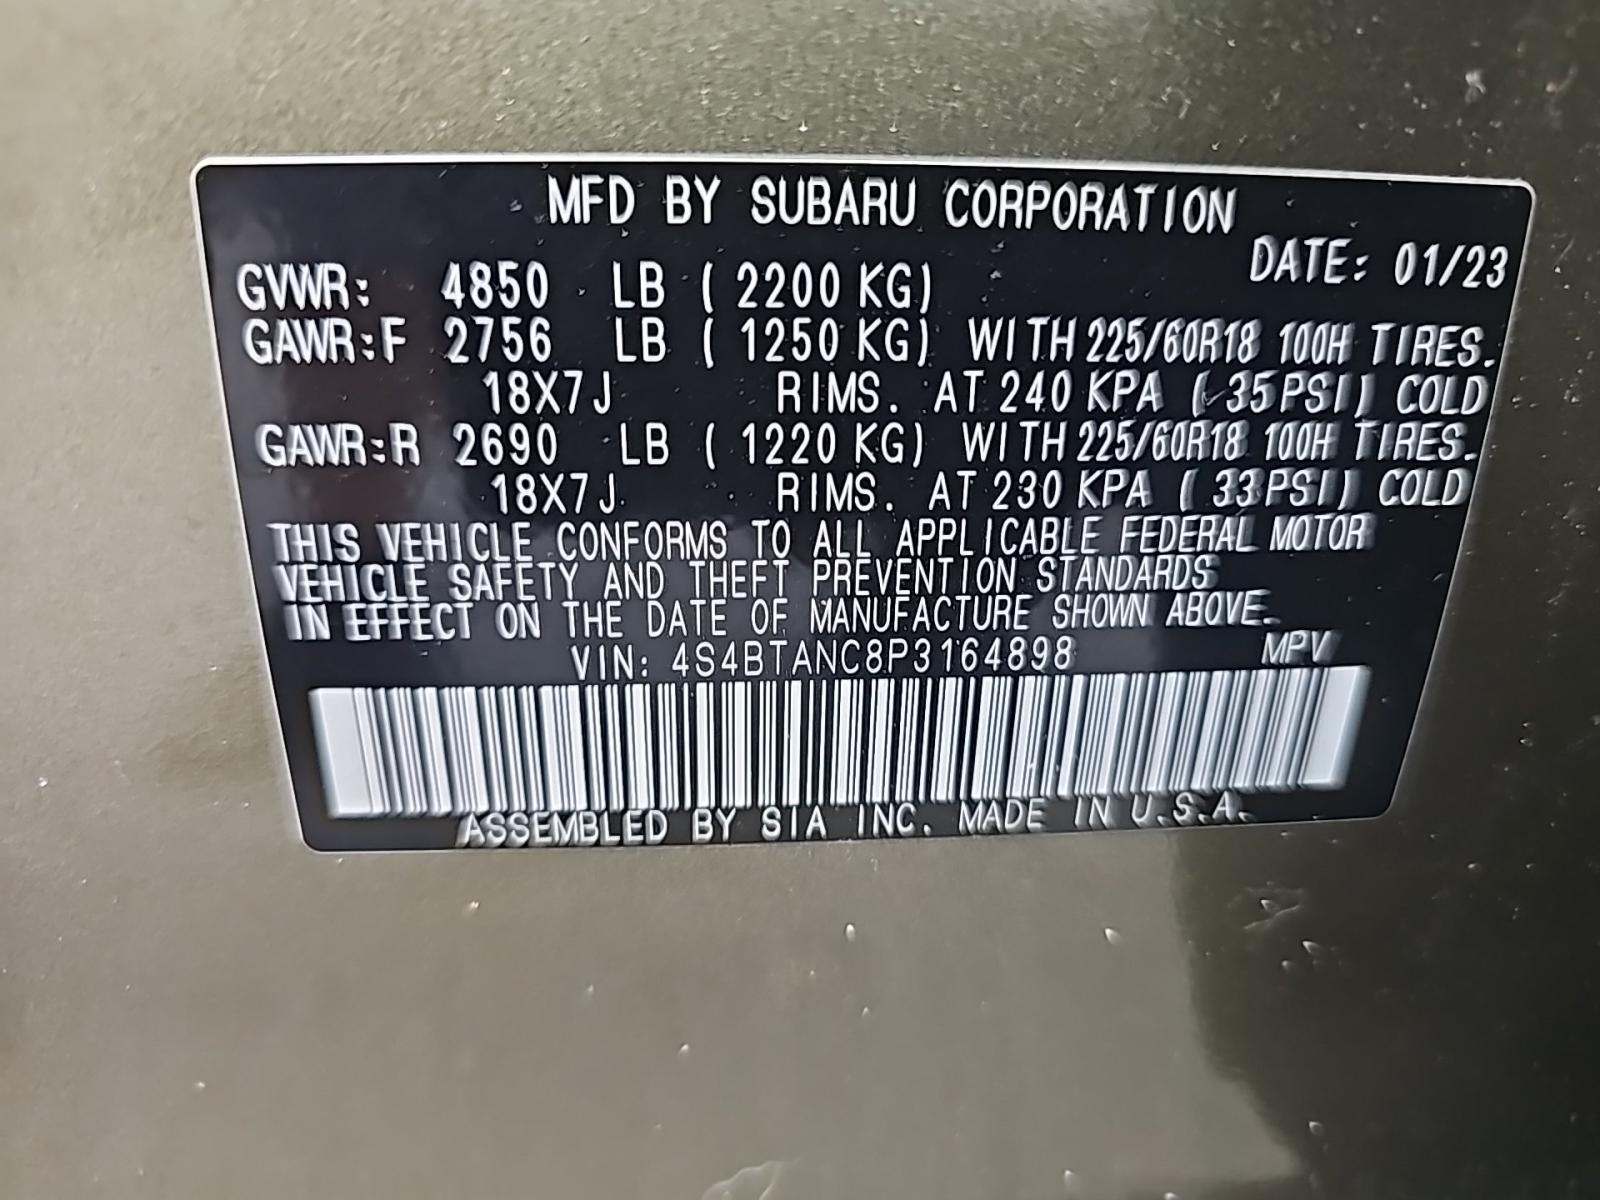 MFD BY SUBARU CORPORATION
DATE: 01/23
GVWR: 4850 LB ( 2200 KG)
GAWR:F 2756 LB ( 1250 KG) WITH 225/60R18 100H TIRES.
18X7J RIMS. AT 240 KPA ( 35PSI) COLD
GAWR:R 2690 LB ( 1220 KG) WITH 225/60R18 100H TIRES.
18X7J RIMS. AT 230 KPA ( 33PSI) COLD
THIS VEHICLE CONFORMS TO ALL APPLICABLE FEDERAL MOTOR
VEHICLE SAFETY AND THEFT PREVENTION STANDARDS
IN EFFECT ON THE DATE OF MANUFACTURE SHOWN ABOVE.
VIN: 4S4BTANC8P3164898 MPV
ASSEMBLED BY SIA INC. MADE IN U.S.A.